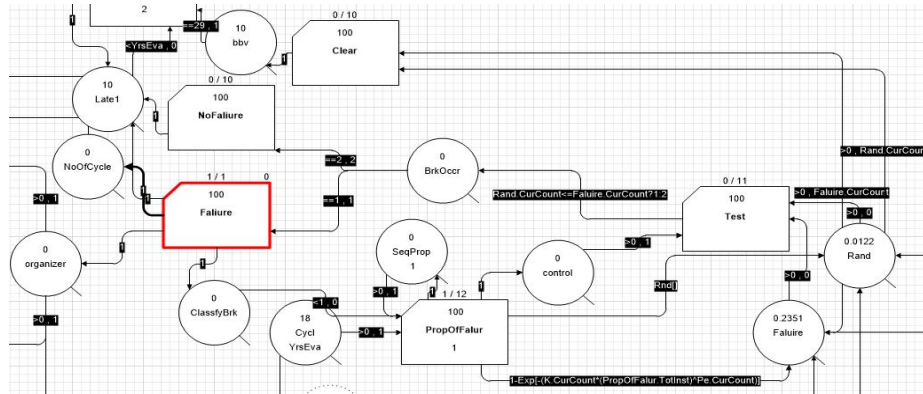 2
==29 , 1
10
bbv
0 / 10
100
Clear
1
1
<YrsEva , 0
10
Late1
0 / 10
100
NoFaliure
1
0
NoOfCycle
==2 , 2
0
BrkOccr
>0 , Rand.CurCoun
1 / 1
0
100
Faliure
1
1
==1 , 1
Rand.CurCount<=Faluire.CurCount?1:2
0 / 11
100
Test
>0 , Faluire.CurCount
>0 , 0
>0 , 1
0
organizer
1
0
SeqProp
1
0
control
>0 , 1
0.0122
Rand
1
0
ClassfyBrk
>0 , 1
1
1
1 / 12
Rnd[]
>0 , 0
>0 , 1
<1 , 0
18
Cycl
YrsEva
>0 , 1
100
PropOfFalur
1
0.2351
Faluire
1-Exp[-(K.CurCount*(PropOfFalur.TotInst)^Pe.CurCount)]